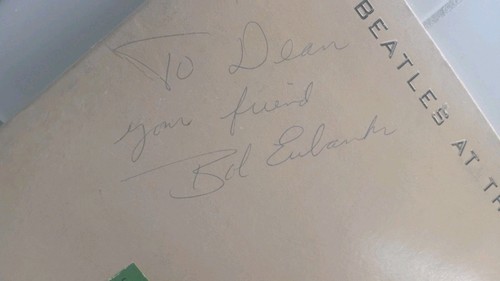 To Dean
your friend
Bob Eubanks
BEATLES AT TH